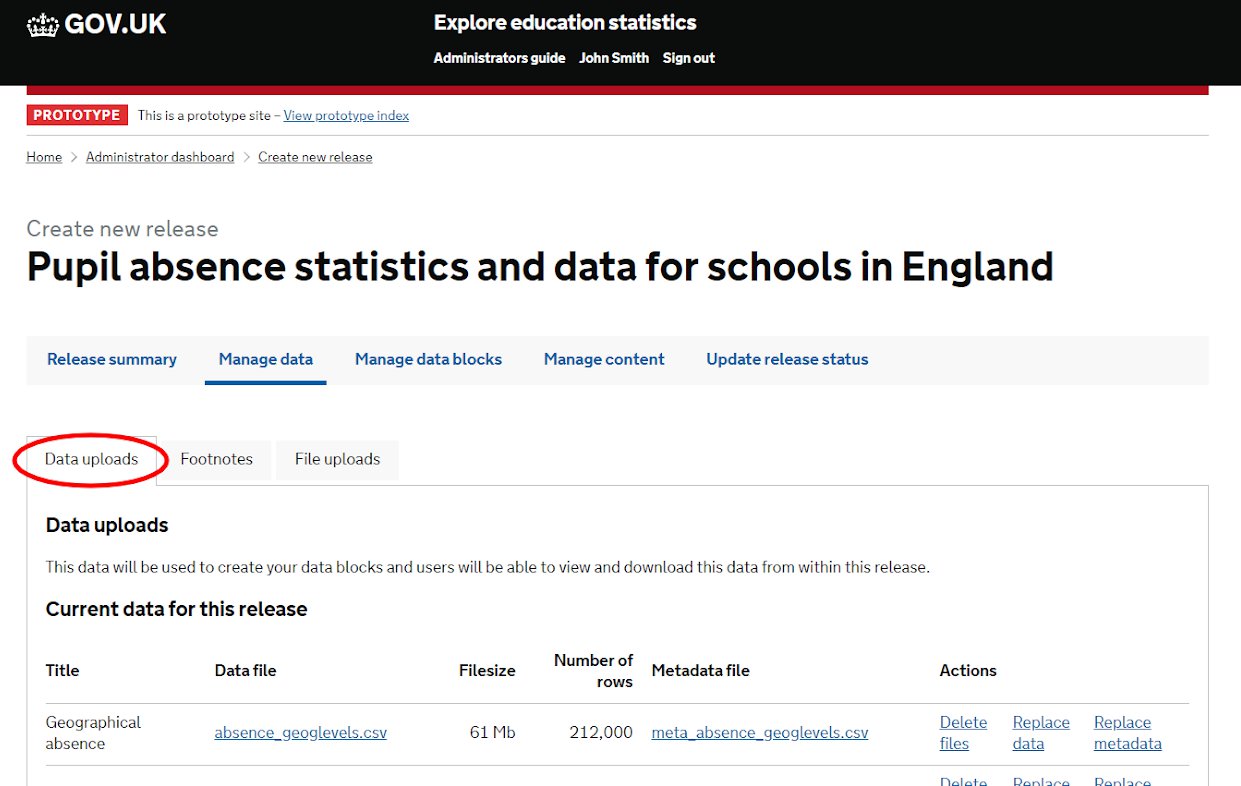 GOV.UK
Explore education statistics
Administrators guide John Smith Sign out
PROTOTYPE This is a prototype site – View prototype index
Home > Administrator dashboard > Create new release
Create new release
Pupil absence statistics and data for schools in England
Release summary Manage data Manage data blocks Manage content Update release status
Data uploads Footnotes File uploads
Data uploads
This data will be used to create your data blocks and users will be able to view and download this data from within this release.
Current data for this release
Title Data file Filesize Number of rows Metadata file Actions
Geographical absence absence_geoglevels.csv 61 Mb 212,000 meta_absence_geoglevels.csv Delete files Replace data Replace metadata
Delete Replace Replace